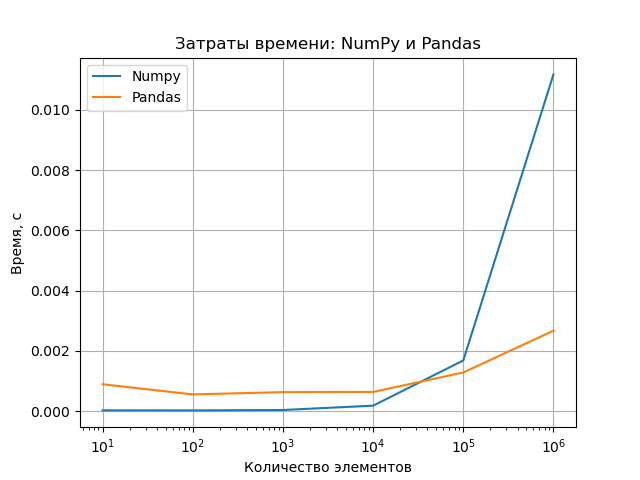 Затраты времени: NumPy и Pandas
Numpy
Pandas
0.010
0.008
0.006
0.004
0.002
0.000
Время, с
10¹ 10² 10³ 10⁴ 10⁵ 10⁶
Количество элементов